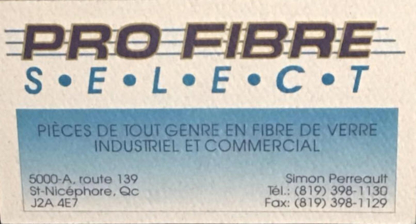 PRO FIBRE
S•E•L•E•C•T
PIÈCES DE TOUT GENRE EN FIBRE DE VERRE
INDUSTRIEL ET COMMERCIAL
5000-A, route 139
St-Nicéphore, Qc
J2A 4E7
Simon Perreault
Tél.: (819) 398-1130
Fax: (819) 398-1129